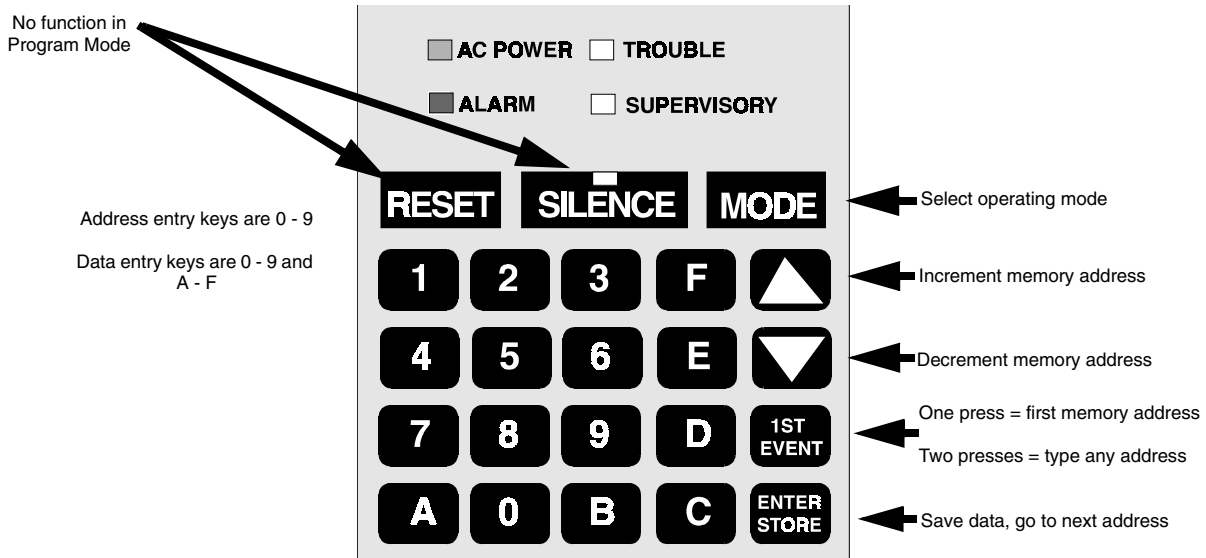 No function in
Program Mode
AC POWER TROUBLE
ALARM SUPERVISORY
RESET SILENCE MODE
Select operating mode
Address entry keys are 0 - 9
Data entry keys are 0 - 9 and
A - F
1 2 3 F
Increment memory address
4 5 6 E
Decrement memory address
7 8 9 D 1ST
EVENT
One press = first memory address
Two presses = type any address
A 0 B C ENTER
STORE
Save data, go to next address